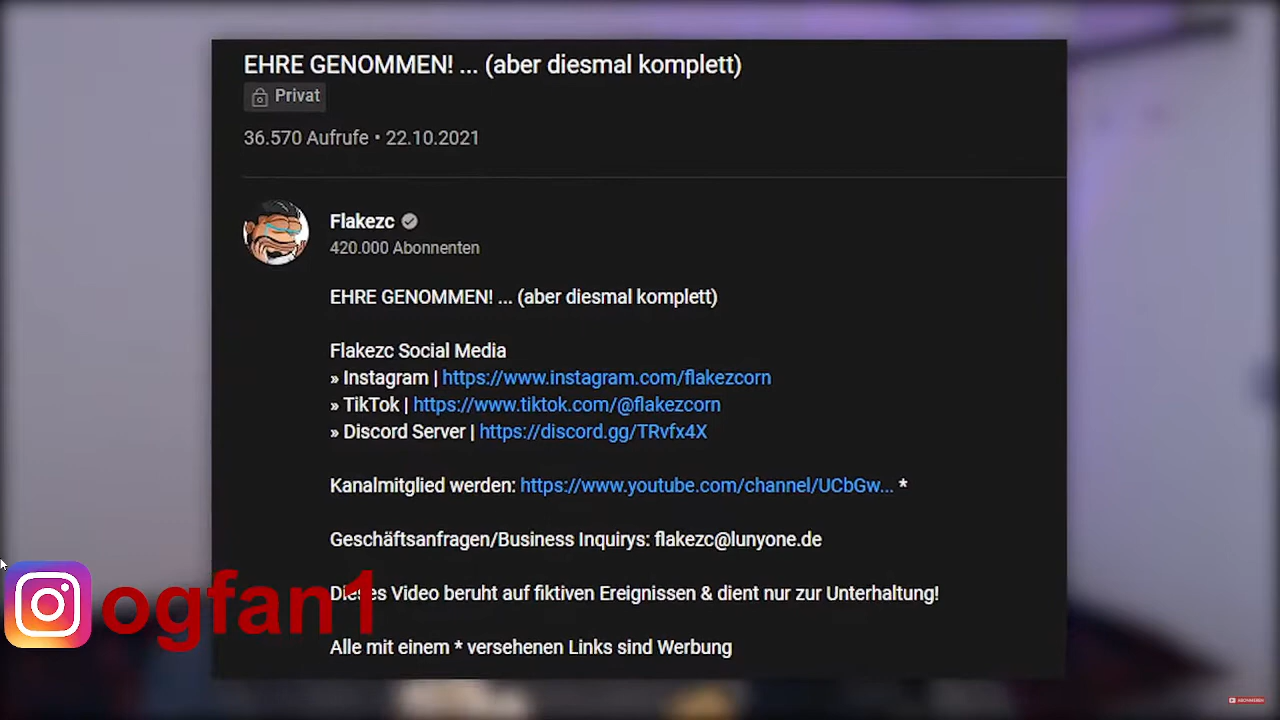 EHRE GENOMMEN! ... (aber diesmal komplett)
Privat
36.570 Aufrufe • 22.10.2021
Flakezc
420.000 Abonnenten
EHRE GENOMMEN! ... (aber diesmal komplett)
Flakezc Social Media
» Instagram | https://www.instagram.com/flakezcorn
» TikTok | https://www.tiktok.com/@flakezcorn
» Discord Server | https://discord.gg/TRvfx4X
Kanalmitglied werden: https://www.youtube.com/channel/UCbGw... *
Geschäftsanfragen/Business Inquirys: flakezc@lunyone.de
Dieses Video beruht auf fiktiven Ereignissen & dient nur zur Unterhaltung!
ogfan1
Alle mit einem * versehenen Links sind Werbung
ABONNIEREN